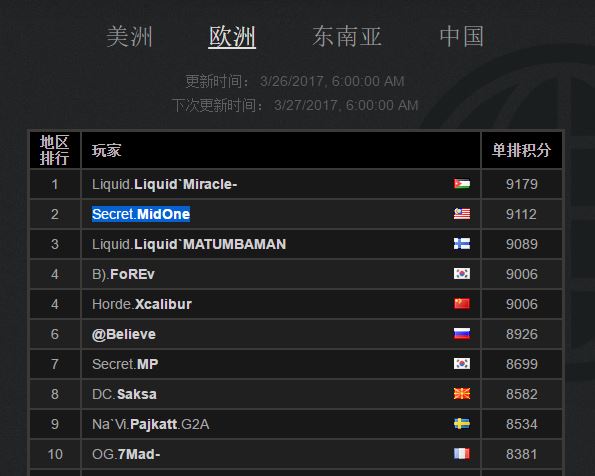 美洲 欧洲 东南亚 中国
更新时间： 3/26/2017, 6:00:00 AM
下次更新时间： 3/27/2017, 6:00:00 AM
地区排行 玩家 单排积分
1 Liquid.Liquid`Miracle- 9179
2 Secret.MidOne 9112
3 Liquid.Liquid`MATUMBAMAN 9089
4 B).FoREv 9006
4 Horde.Xcalibur 9006
6 @Believe 8926
7 Secret.MP 8699
8 DC.Saksa 8582
9 Na`Vi.Pajkatt.G2A 8534
10 OG.7Mad- 8381